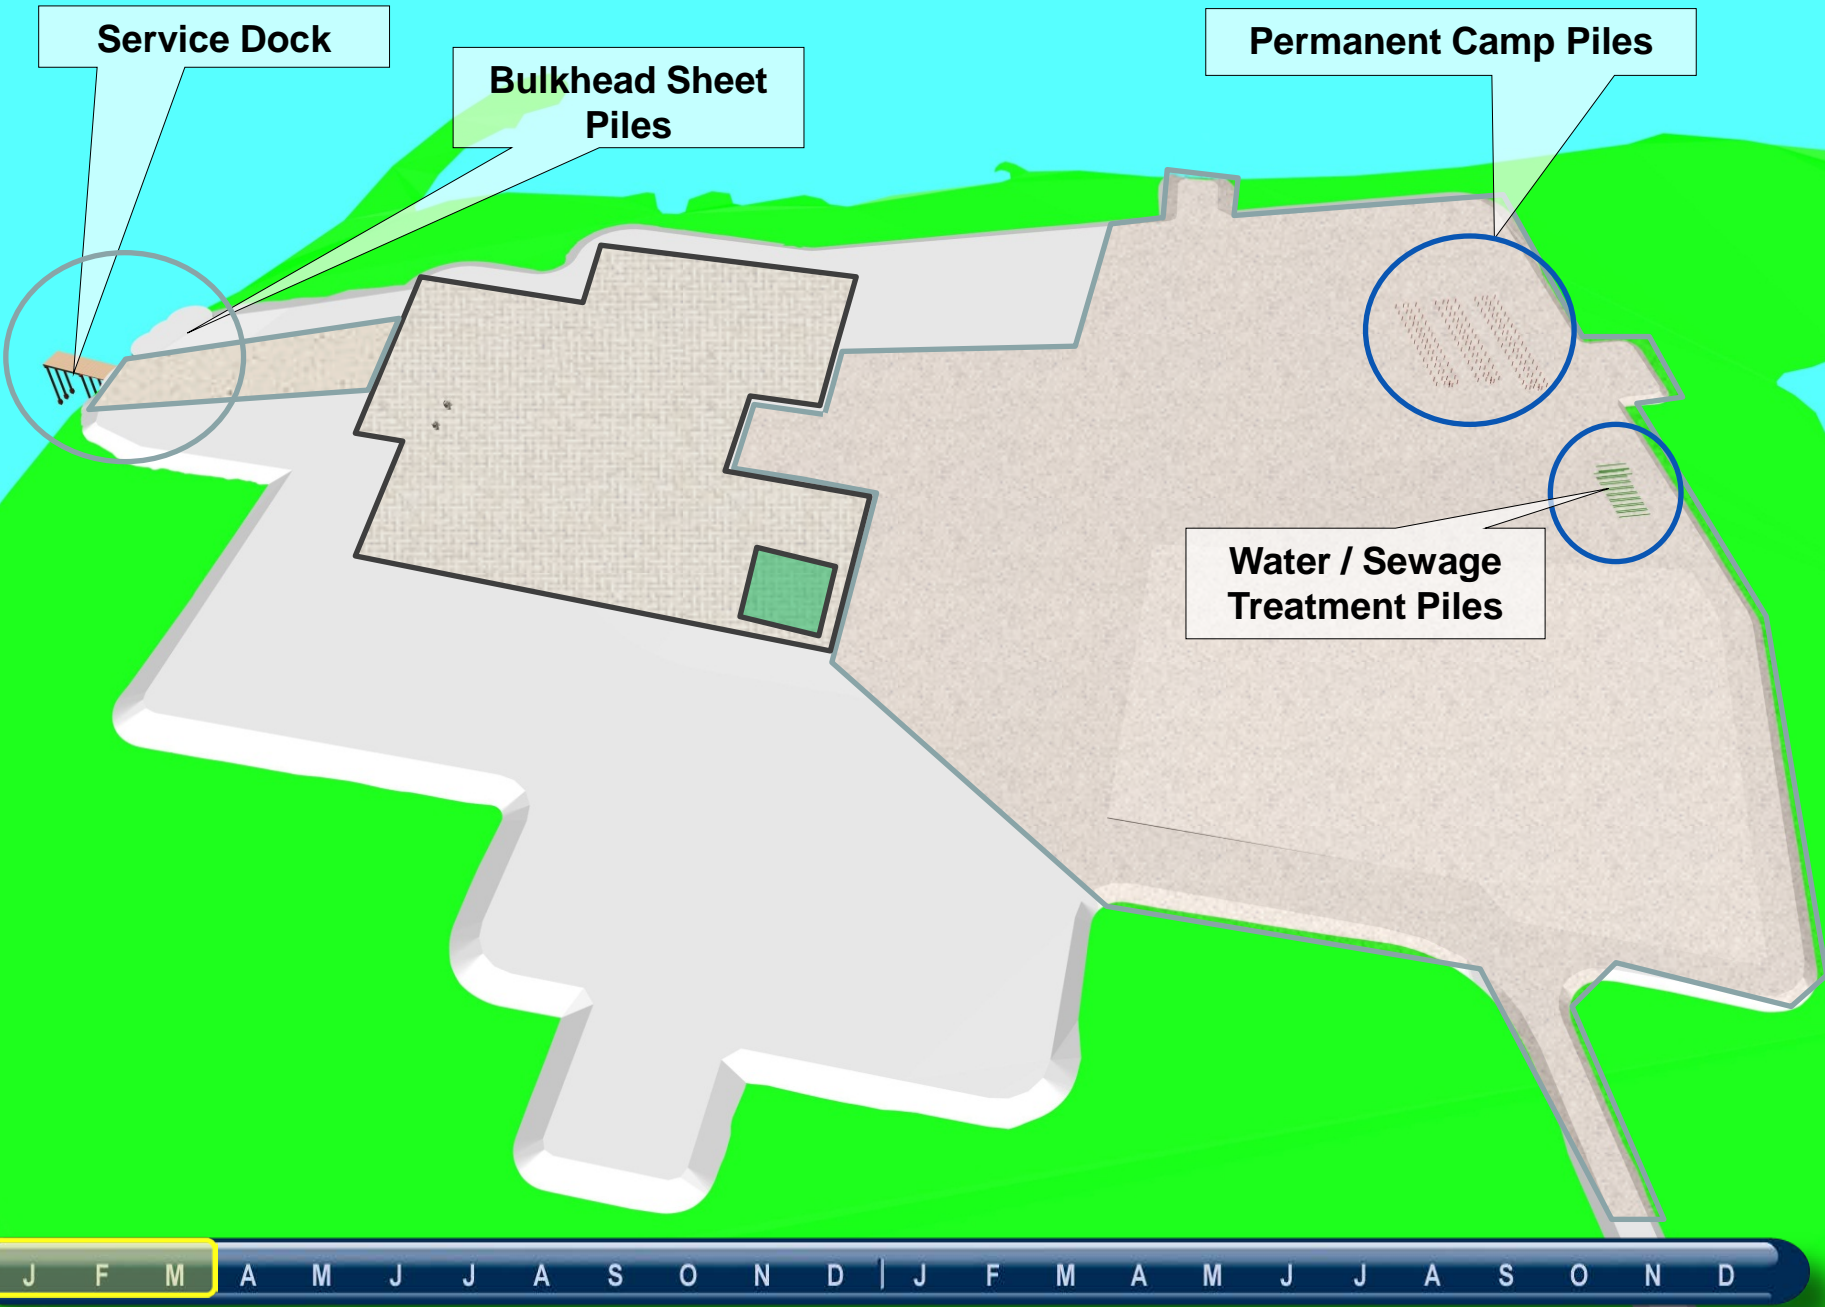 Service Dock
Bulkhead Sheet
Piles
Permanent Camp Piles
Water / Sewage
Treatment Piles
J F M A M J J A S O N D | J F M A M J J A S O N D